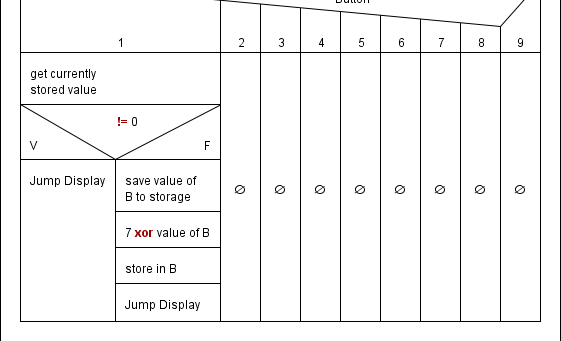 Button
1 2 3 4 5 6 7 8 9
get currently
stored value
!= 0
V F
Jump Display
save value of
B to storage
∅ ∅ ∅ ∅ ∅ ∅ ∅ ∅
7 xor value of B
store in B
Jump Display